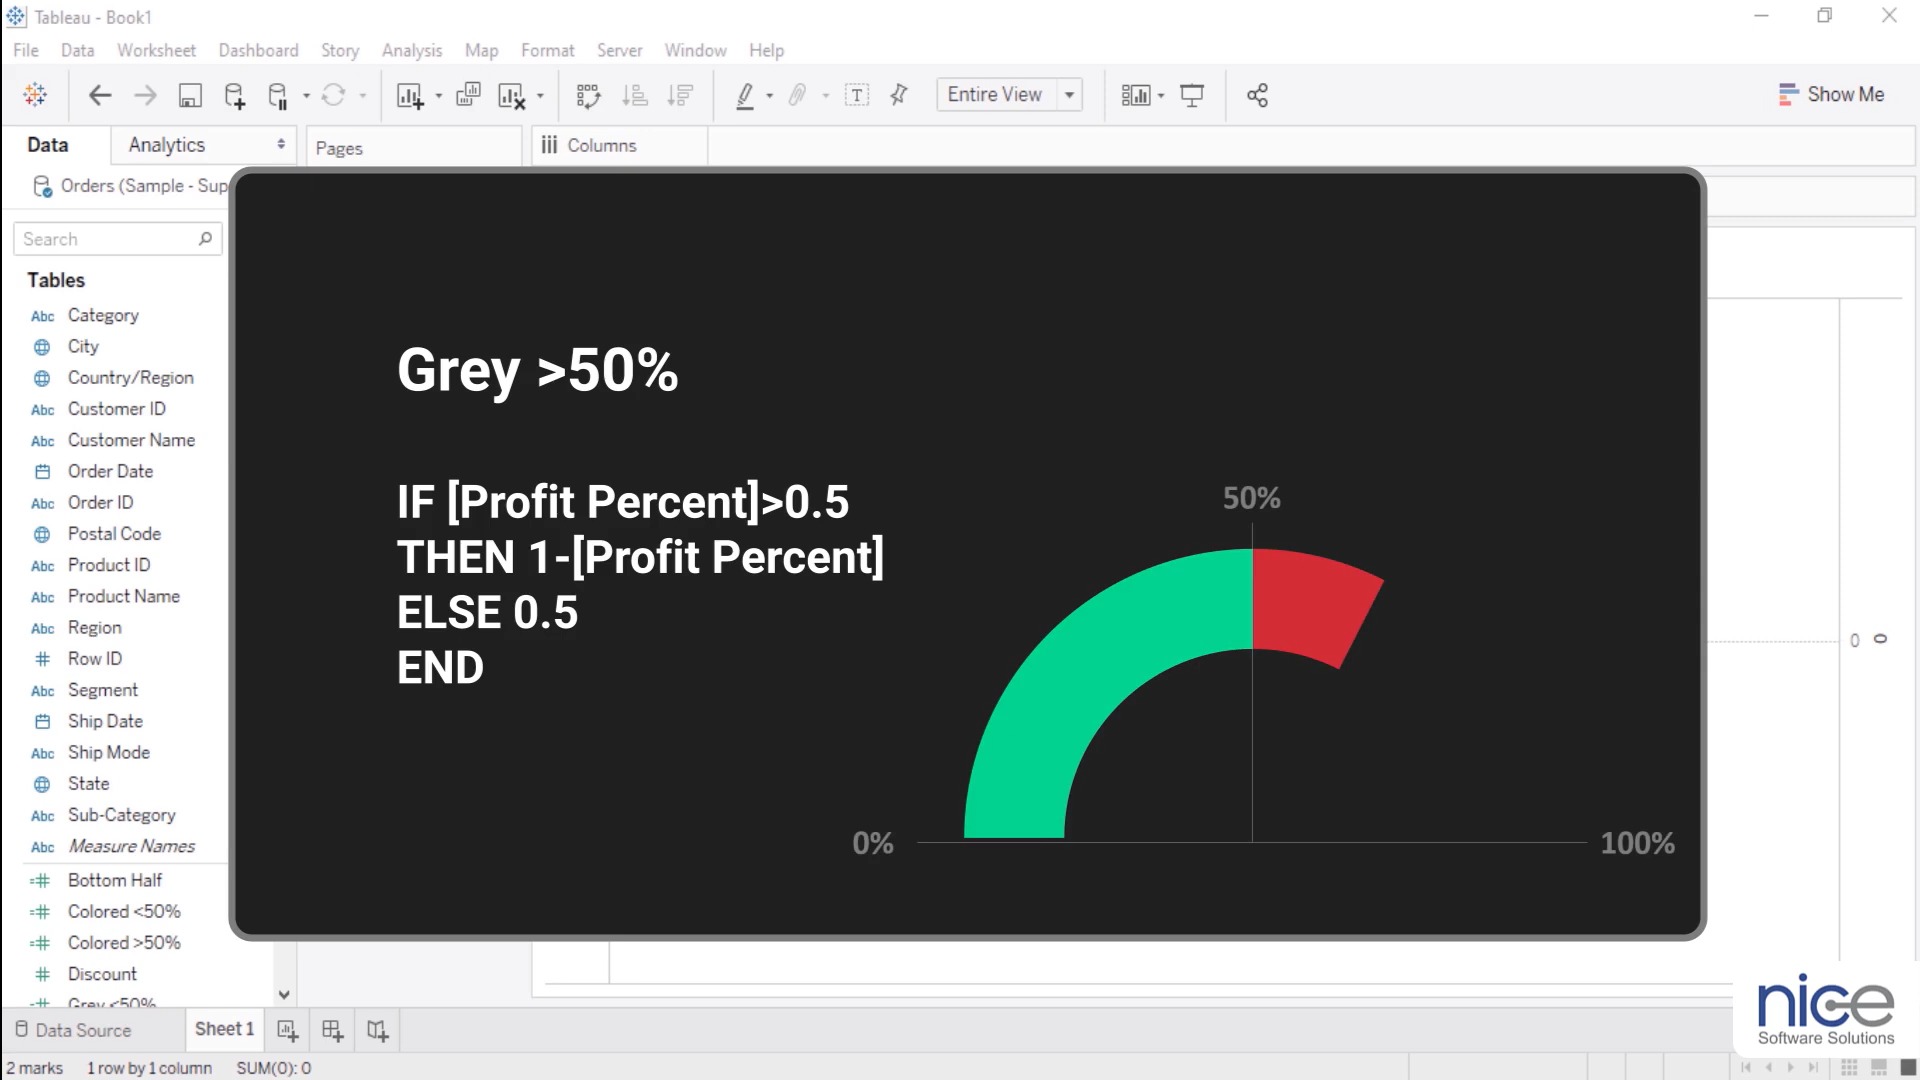 Tableau - Book1
File Data Worksheet Dashboard Story Analysis Map Format Server Window Help
Entire View
Show Me
Data
Analytics
Pages
Columns
Orders (Sample - Sup
Search
Tables
Abc Category
City
Country/Region
Abc Customer ID
Abc Customer Name
Order Date
Abc Order ID
Postal Code
Abc Product ID
Abc Product Name
Abc Region
# Row ID
Abc Segment
Ship Date
Abc Ship Mode
State
Abc Sub-Category
Abc Measure Names
=# Bottom Half
=# Colored <50%
=# Colored >50%
# Discount
=# Grey <50%
Grey >50%
IF [Profit Percent]>0.5
THEN 1-[Profit Percent]
ELSE 0.5
END
50%
0%
100%
0 0
nice
Software Solutions
Data Source
Sheet 1
2 marks 1 row by 1 column SUM(0): 0